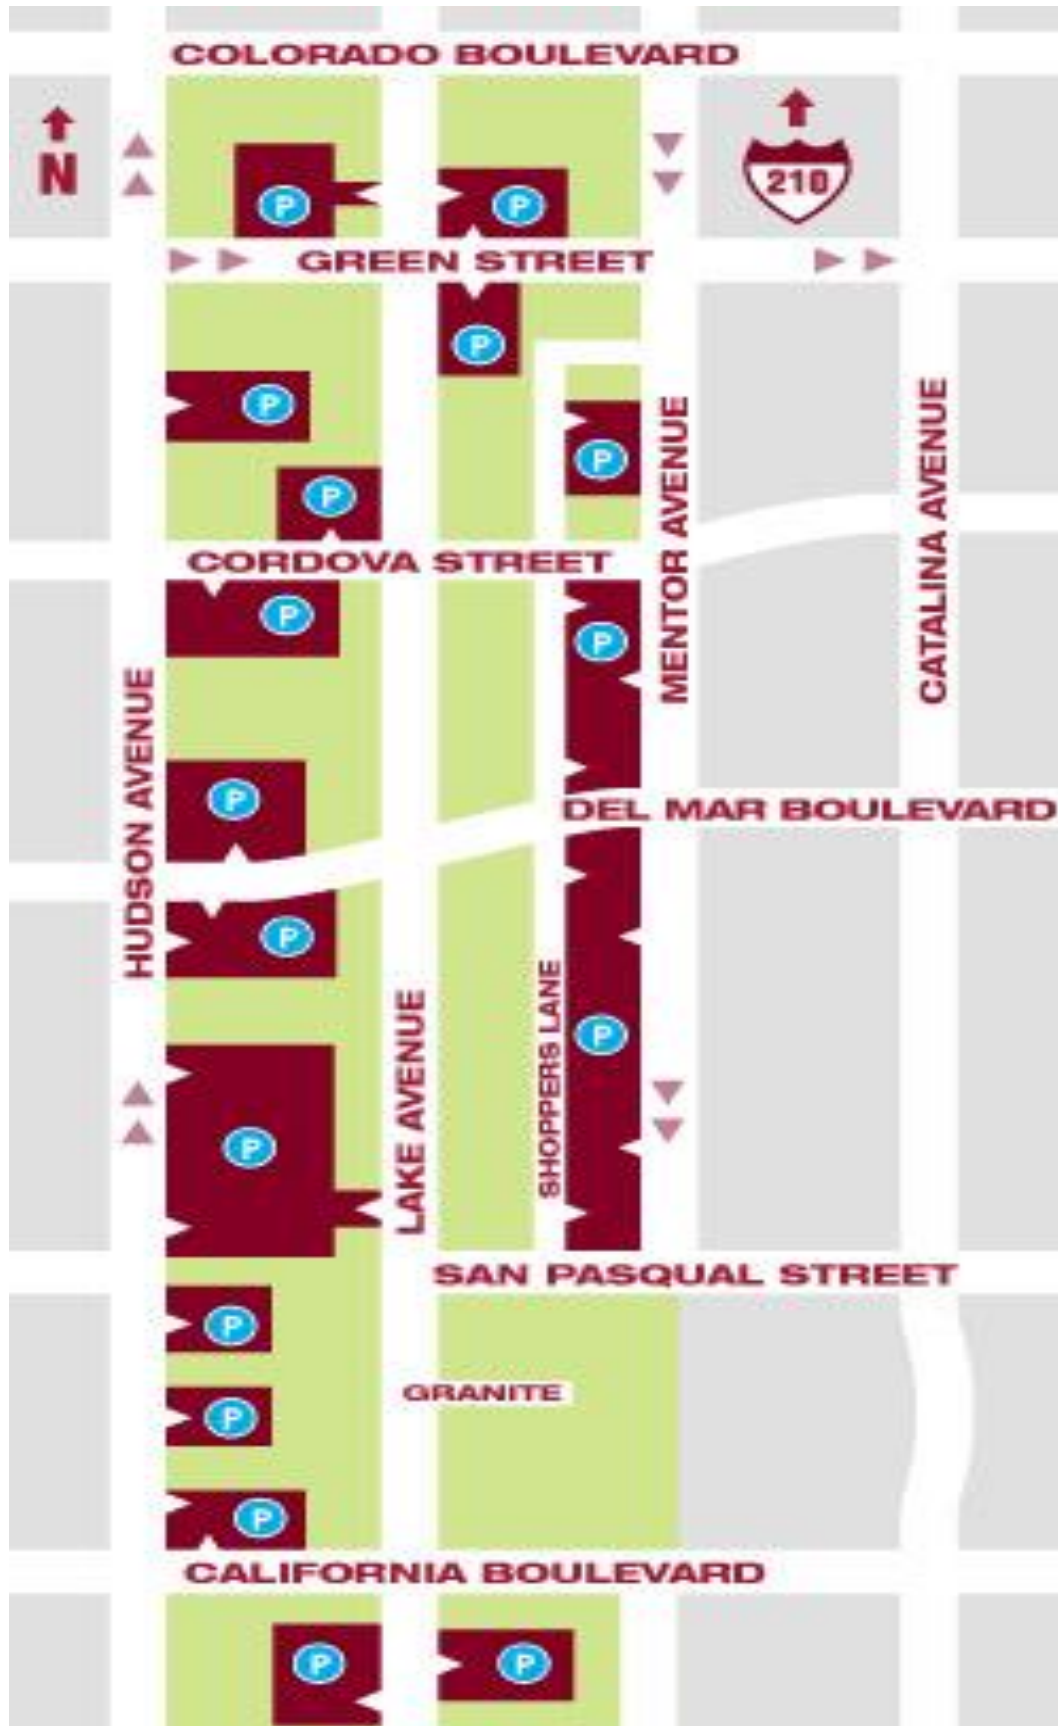 COLORADO BOULEVARD
N
210
P
P
GREEN STREET
P
P
P
P
CORDOVA STREET
P
P
MENTOR AVENUE
CATALINA AVENUE
HUDSON AVENUE
P
DEL MAR BOULEVARD
P
P
SHOPPERS LANE
LAKE AVENUE
P
SAN PASQUAL STREET
P
GRANITE
P
P
CALIFORNIA BOULEVARD
P
P